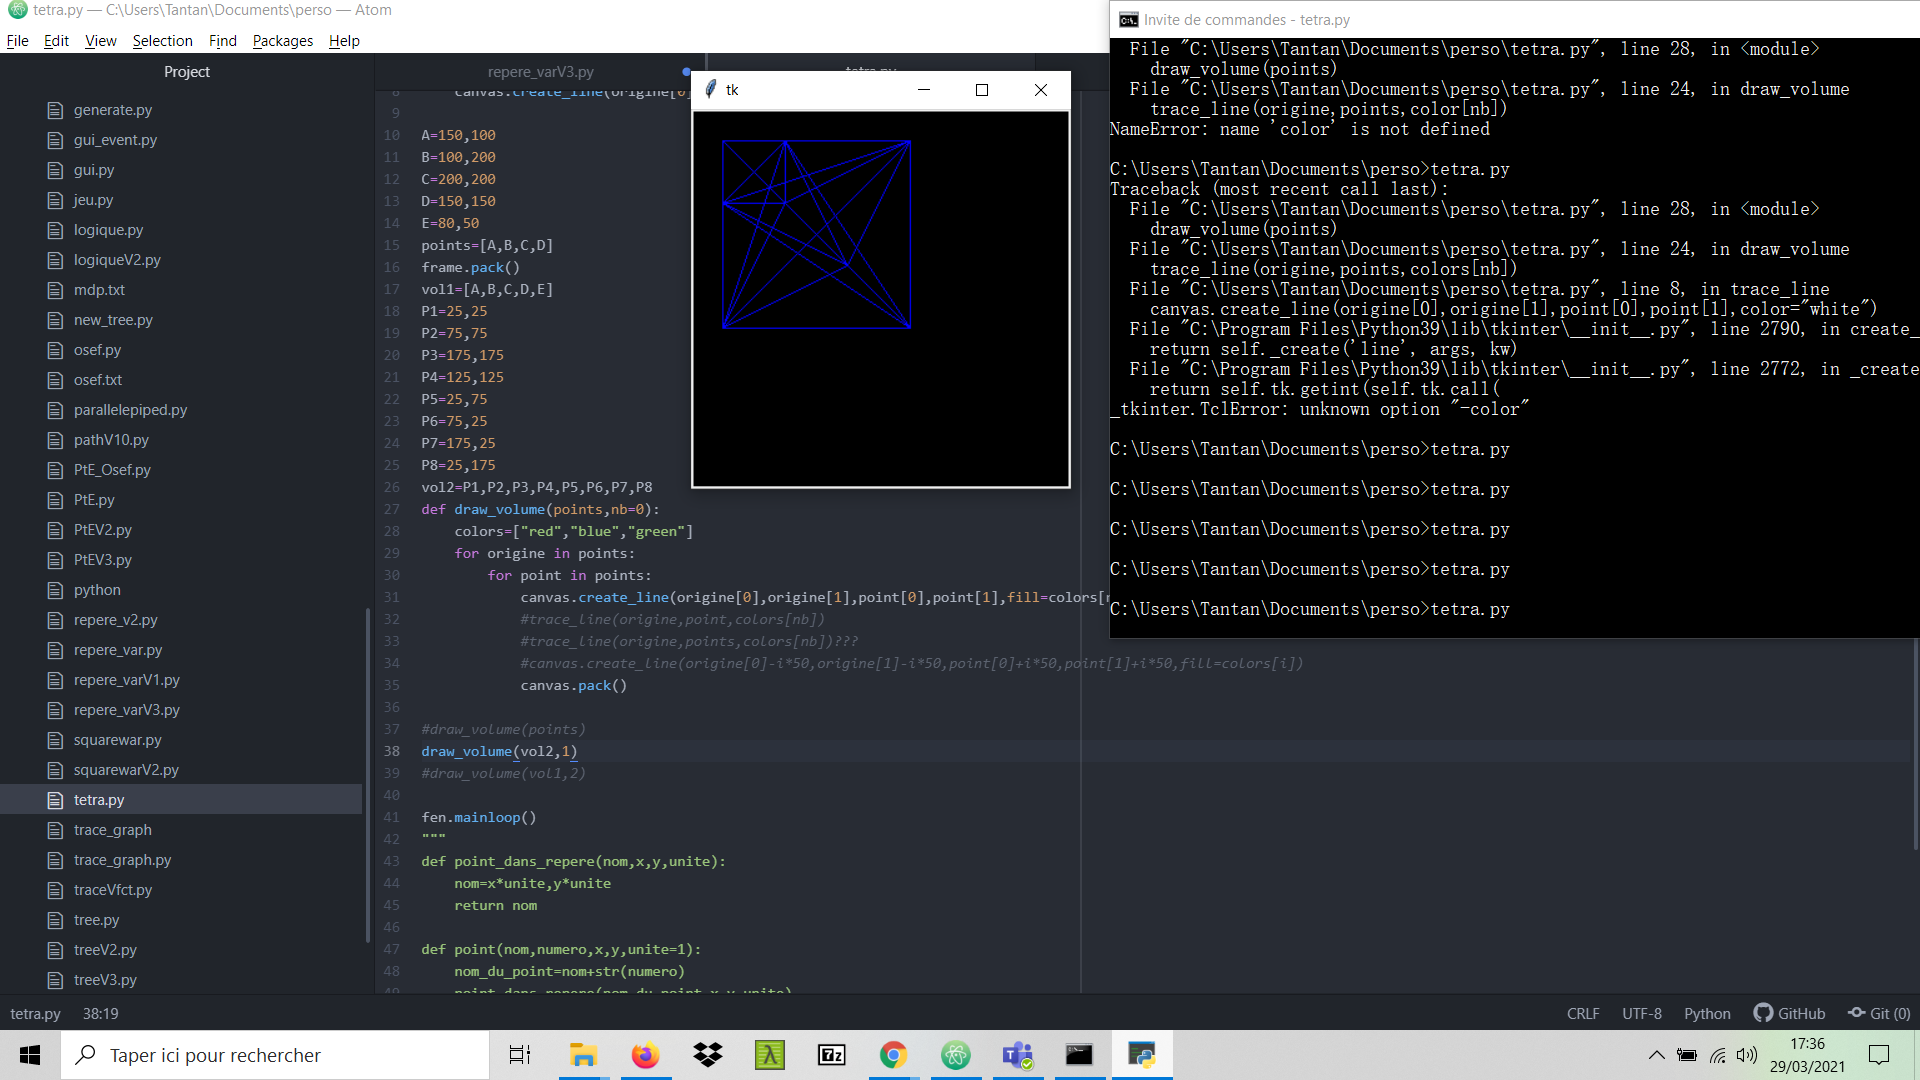 tetra.py — C:\Users\Tantan\Documents\perso — Atom
File Edit View Selection Find Packages Help
Project
generate.py
gui_event.py
gui.py
jeu.py
logique.py
logiqueV2.py
mdp.txt
new_tree.py
osef.py
osef.txt
parallelepiped.py
pathV10.py
PtE_Osef.py
PtE.py
PtEV2.py
PtEV3.py
python
repere_v2.py
repere_var.py
repere_varV1.py
repere_varV3.py
squarewar.py
squarewarV2.py
tetra.py
trace_graph
trace_graph.py
traceVfct.py
tree.py
treeV2.py
treeV3.py
repere_varV3.py
tetra.py
8 canvas.create_line(origine[0]
9
10 A=150,100
11 B=100,200
12 C=200,200
13 D=150,150
14 E=80,50
15 points=[A,B,C,D]
16 frame.pack()
17 vol1=[A,B,C,D,E]
18 P1=25,25
19 P2=75,75
20 P3=175,175
21 P4=125,125
22 P5=25,75
23 P6=75,25
24 P7=175,25
25 P8=25,175
26 vol2=P1,P2,P3,P4,P5,P6,P7,P8
27 def draw_volume(points,nb=0):
28 colors=["red","blue","green"]
29 for origine in points:
30 for point in points:
31 canvas.create_line(origine[0],origine[1],point[0],point[1],fill=colors[n
32 #trace_line(origine,point,colors[nb])
33 #trace_line(origine,points,colors[nb])???
34 #canvas.create_line(origine[0]-i*50,origine[1]-i*50,point[0]+i*50,point[1]+i*50,fill=colors[i])
35 canvas.pack()
36
37 #draw_volume(points)
38 draw_volume(vol2,1)
39 #draw_volume(vol1,2)
40
41 fen.mainloop()
42 """
43 def point_dans_repere(nom,x,y,unite):
44 nom=x*unite,y*unite
45 return nom
46
47 def point(nom,numero,x,y,unite=1):
48 nom_du_point=nom+str(numero)
49 point_dans_repere(nom_du_point,x,y,unite)
tk
Invite de commandes - tetra.py
File "C:\Users\Tantan\Documents\perso\tetra.py", line 28, in <module>
draw_volume(points)
File "C:\Users\Tantan\Documents\perso\tetra.py", line 24, in draw_volume
trace_line(origine,points,color[nb])
NameError: name 'color' is not defined
C:\Users\Tantan\Documents\perso>tetra.py
Traceback (most recent call last):
File "C:\Users\Tantan\Documents\perso\tetra.py", line 28, in <module>
draw_volume(points)
File "C:\Users\Tantan\Documents\perso\tetra.py", line 24, in draw_volume
trace_line(origine,points,colors[nb])
File "C:\Users\Tantan\Documents\perso\tetra.py", line 8, in trace_line
canvas.create_line(origine[0],origine[1],point[0],point[1],color="white")
File "C:\Program Files\Python39\lib\tkinter\__init__.py", line 2790, in create_
return self._create('line', args, kw)
File "C:\Program Files\Python39\lib\tkinter\__init__.py", line 2772, in _create
return self.tk.getint(self.tk.call(
_tkinter.TclError: unknown option "-color"
C:\Users\Tantan\Documents\perso>tetra.py
C:\Users\Tantan\Documents\perso>tetra.py
C:\Users\Tantan\Documents\perso>tetra.py
C:\Users\Tantan\Documents\perso>tetra.py
C:\Users\Tantan\Documents\perso>tetra.py
tetra.py 38:19 CRLF UTF-8 Python GitHub Git (0)
Taper ici pour rechercher
17:36
29/03/2021